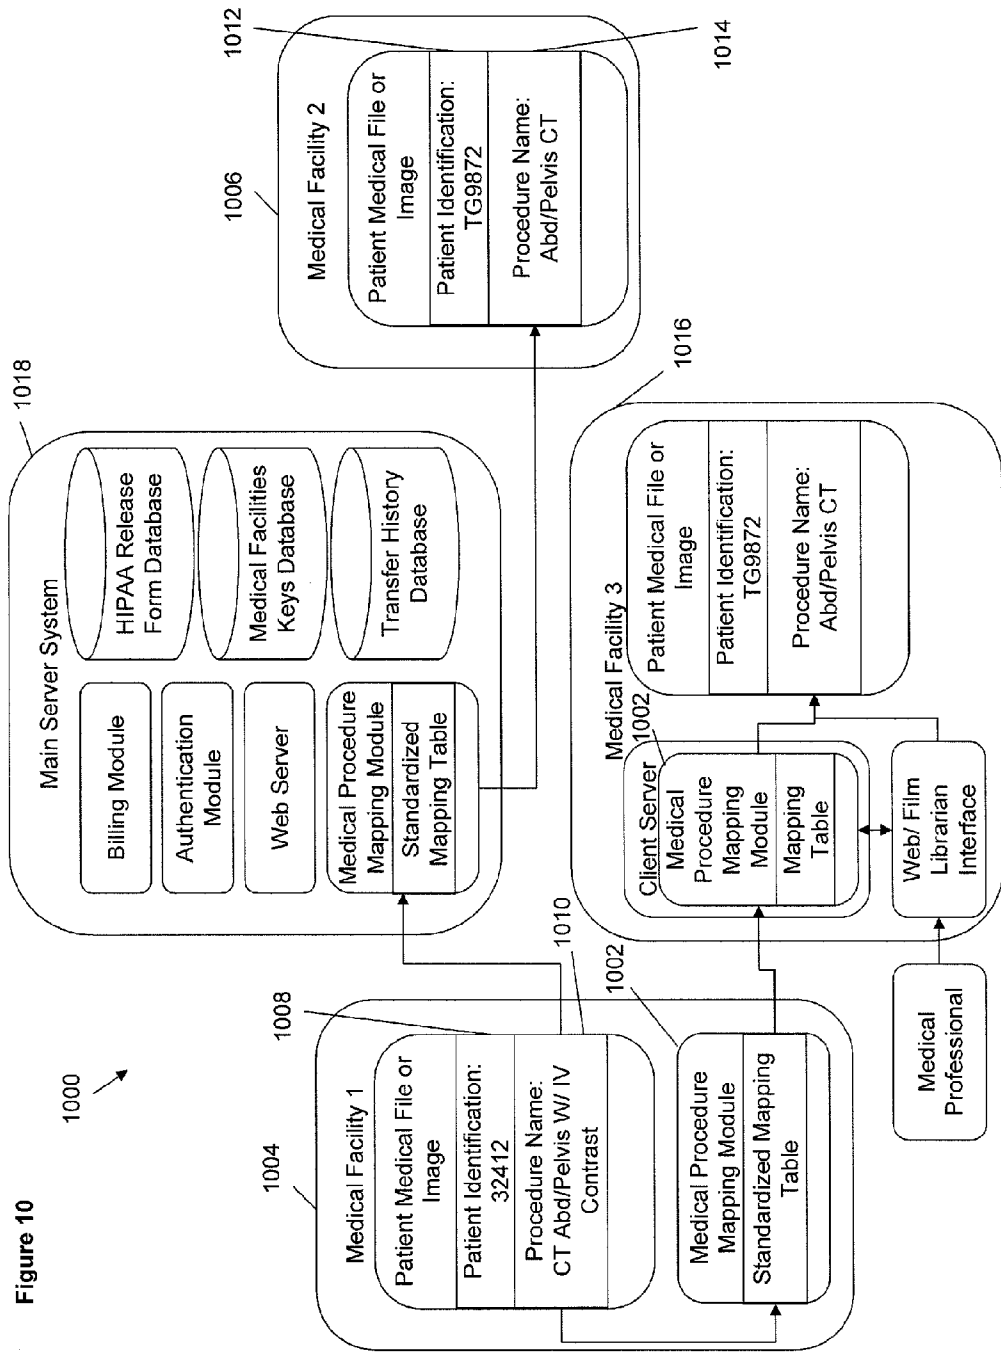 Figure 10
1000
1004
Medical Facility 1
1008
Patient Medical File or
Image
Patient Identification:
32412
Procedure Name:
CT Abd/Pelvis W/ IV
Contrast
1010
1002
Medical Procedure
Mapping Module
Standardized Mapping
Table
1018
Main Server System
Billing Module
Authentication
Module
Web Server
Medical Procedure
Mapping Module
Standardized
Mapping Table
HIPAA Release
Form Database
Medical Facilities
Keys Database
Transfer History
Database
1006
Medical Facility 2
Patient Medical File or
Image
Patient Identification:
TG9872
Procedure Name:
Abd/Pelvis CT
1012
1014
1016
Medical Facility 3
1002
Client Server
Medical
Procedure
Mapping
Module
Mapping
Table
Web/ Film
Librarian
Interface
Medical
Professional
Patient Medical File or
Image
Patient Identification:
TG9872
Procedure Name:
Abd/Pelvis CT